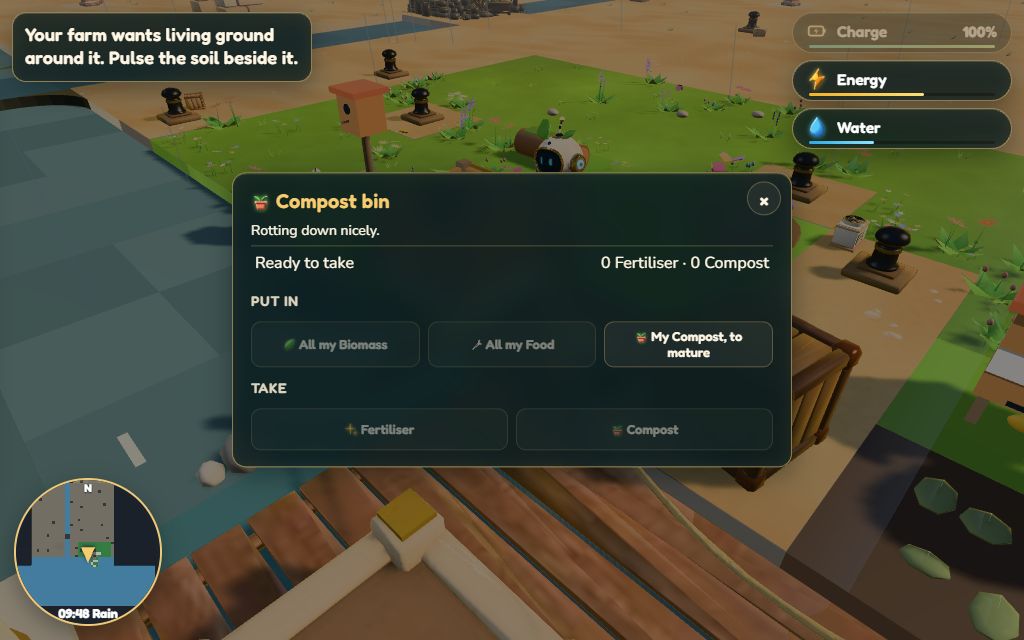 Your farm wants living ground
around it. Pulse the soil beside it.
Charge 100%
Energy
Water
Compost bin
Rotting down nicely.
Ready to take 0 Fertiliser · 0 Compost
PUT IN
All my Biomass
All my Food
My Compost, to
mature
TAKE
Fertiliser
Compost
N
09:48 Rain